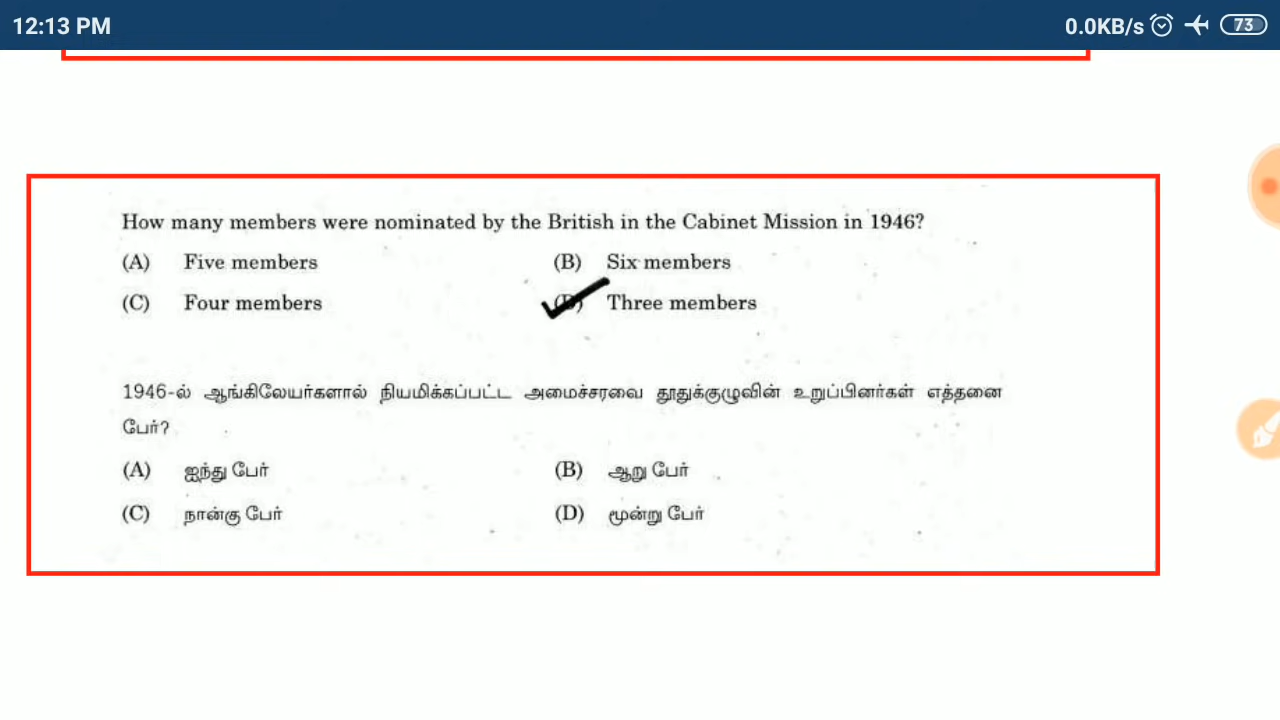 12:13 PM 0.0KB/s 73
How many members were nominated by the British in the Cabinet Mission in 1946?
(A) Five members (B) Six members
(C) Four members (D) Three members
1946-ல் ஆங்கிலேயர்களால் நியமிக்கப்பட்ட அமைச்சரவை தூதுக்குழுவின் உறுப்பினர்கள் எத்தனை
பேர்?
(A) ஐந்து பேர் (B) ஆறு பேர்
(C) நான்கு பேர் (D) மூன்று பேர்